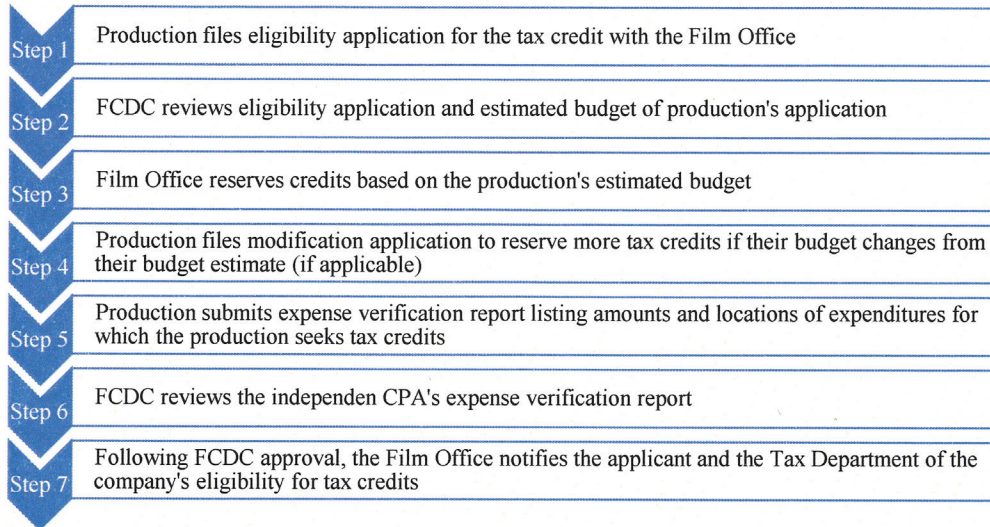 Step 1
Production files eligibility application for the tax credit with the Film Office
Step 2
FCDC reviews eligibility application and estimated budget of production's application
Step 3
Film Office reserves credits based on the production's estimated budget
Step 4
Production files modification application to reserve more tax credits if their budget changes from
their budget estimate (if applicable)
Step 5
Production submits expense verification report listing amounts and locations of expenditures for
which the production seeks tax credits
Step 6
FCDC reviews the independen CPA's expense verification report
Step 7
Following FCDC approval, the Film Office notifies the applicant and the Tax Department of the
company's eligibility for tax credits